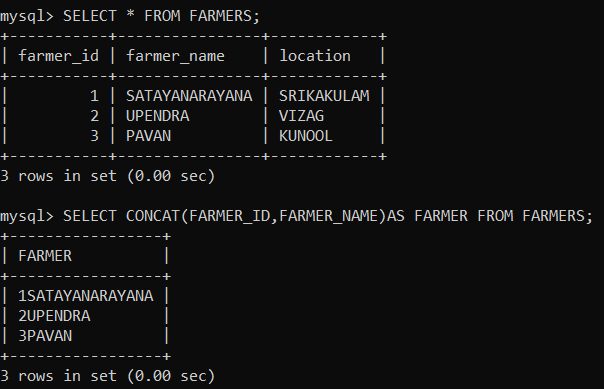 mysql> SELECT * FROM FARMERS;
+-----------+----------------+------------+
| farmer_id | farmer_name    | location   |
+-----------+----------------+------------+
|         1 | SATAYANARAYANA | SRIKAKULAM |
|         2 | UPENDRA        | VIZAG      |
|         3 | PAVAN          | KUNOOL     |
+-----------+----------------+------------+
3 rows in set (0.00 sec)

mysql> SELECT CONCAT(FARMER_ID,FARMER_NAME)AS FARMER FROM FARMERS;
+-----------------+
| FARMER          |
+-----------------+
| 1SATAYANARAYANA |
| 2UPENDRA        |
| 3PAVAN          |
+-----------------+
3 rows in set (0.00 sec)